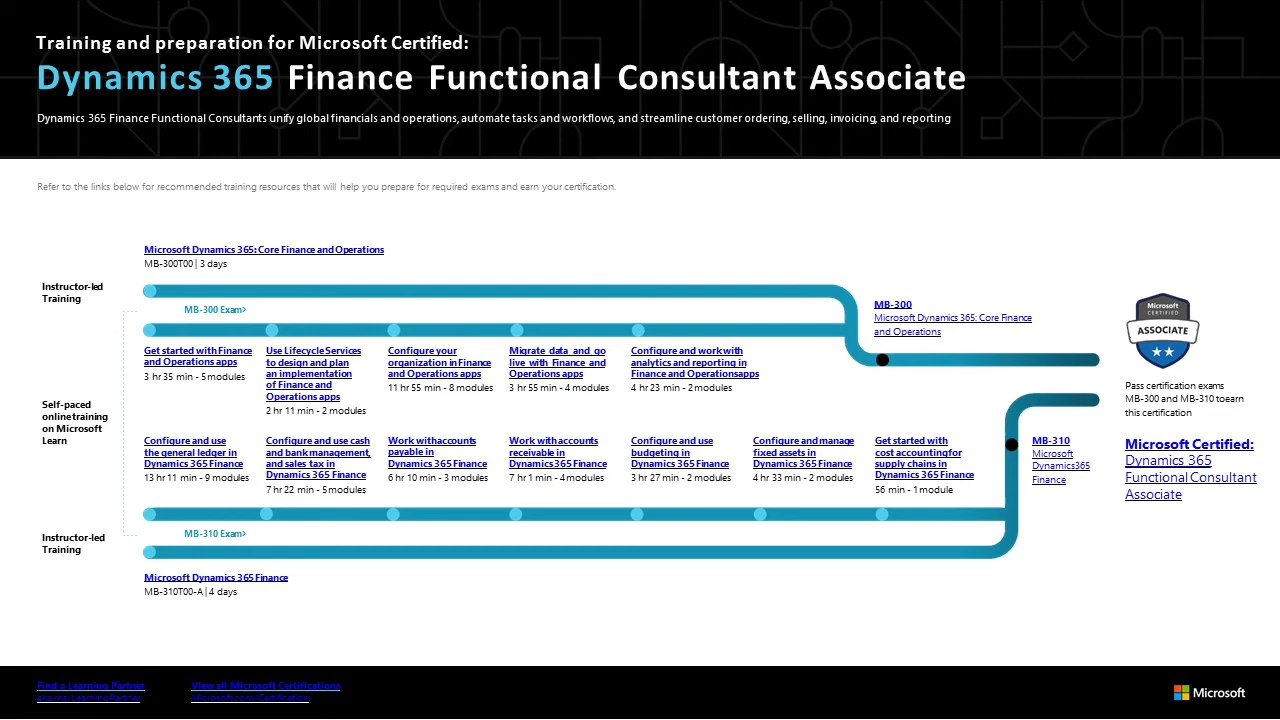 Training and preparation for Microsoft Certified:
Dynamics 365 Finance Functional Consultant Associate
Dynamics 365 Finance Functional Consultants unify global financials and operations, automate tasks and workflows, and streamline customer ordering, selling, invoicing, and reporting
Refer to the links below for recommended training resources that will help you prepare for required exams and earn your certification.
Microsoft Dynamics 365: Core Finance and Operations
MB-300T00 | 3 days
Instructor-led
Training
MB-300 Exam>
MB-300
Microsoft Dynamics 365: Core Finance
and Operations
Get started with Finance
and Operations apps
3 hr 35 min - 5 modules
Use Lifecycle Services
to design and plan
an implementation
of Finance and
Operations apps
2 hr 11 min - 2 modules
Configure your
organization in Finance
and Operations apps
11 hr 55 min - 8 modules
Migrate data and go
live with Finance and
Operations apps
3 hr 55 min - 4 modules
Configure and work with
analytics and reporting in
Finance and Operations apps
4 hr 23 min - 2 modules
Self-paced
online training
on Microsoft
Learn
Configure and use
the general ledger in
Dynamics 365 Finance
13 hr 11 min - 9 modules
Configure and use cash
and bank management,
and sales tax in
Dynamics 365 Finance
7 hr 22 min - 5 modules
Work with accounts
payable in
Dynamics 365 Finance
6 hr 10 min - 3 modules
Work with accounts
receivable in
Dynamics 365 Finance
7 hr 1 min - 4 modules
Configure and use
budgeting in
Dynamics 365 Finance
3 hr 27 min - 2 modules
Configure and manage
fixed assets in
Dynamics 365 Finance
4 hr 33 min - 2 modules
Get started with
cost accounting for
supply chains in
Dynamics 365 Finance
56 min - 1 module
MB-310
Microsoft
Dynamics 365
Finance
Instructor-led
Training
MB-310 Exam>
Microsoft Dynamics 365 Finance
MB-310T00-A | 4 days
Microsoft
CERTIFIED
ASSOCIATE
Pass certification exams
MB-300 and MB-310 to earn
this certification
Microsoft Certified:
Dynamics 365
Functional Consultant
Associate
Find a Learning Partner
aka.ms/LearningPartner
View all Microsoft Certifications
Microsoft.com/Certification
Microsoft